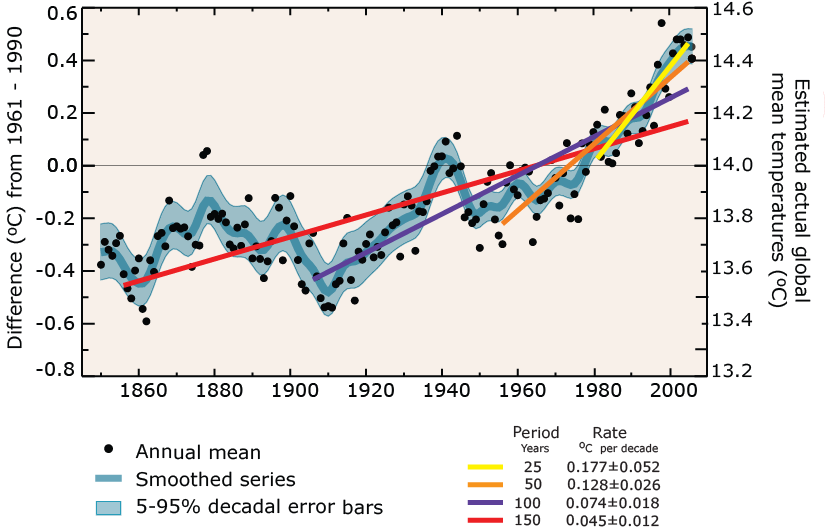 0.6
0.4
0.2
0.0
-0.2
-0.4
-0.6
-0.8
Difference (ºC) from 1961 - 1990
14.6
14.4
14.2
14.0
13.8
13.6
13.4
13.2
Estimated actual global
mean temperatures (ºC)
1860 1880 1900 1920 1940 1960 1980 2000
Annual mean
Smoothed series
5-95% decadal error bars
Period Rate
Years ºC per decade
25 0.177±0.052
50 0.128±0.026
100 0.074±0.018
150 0.045±0.012